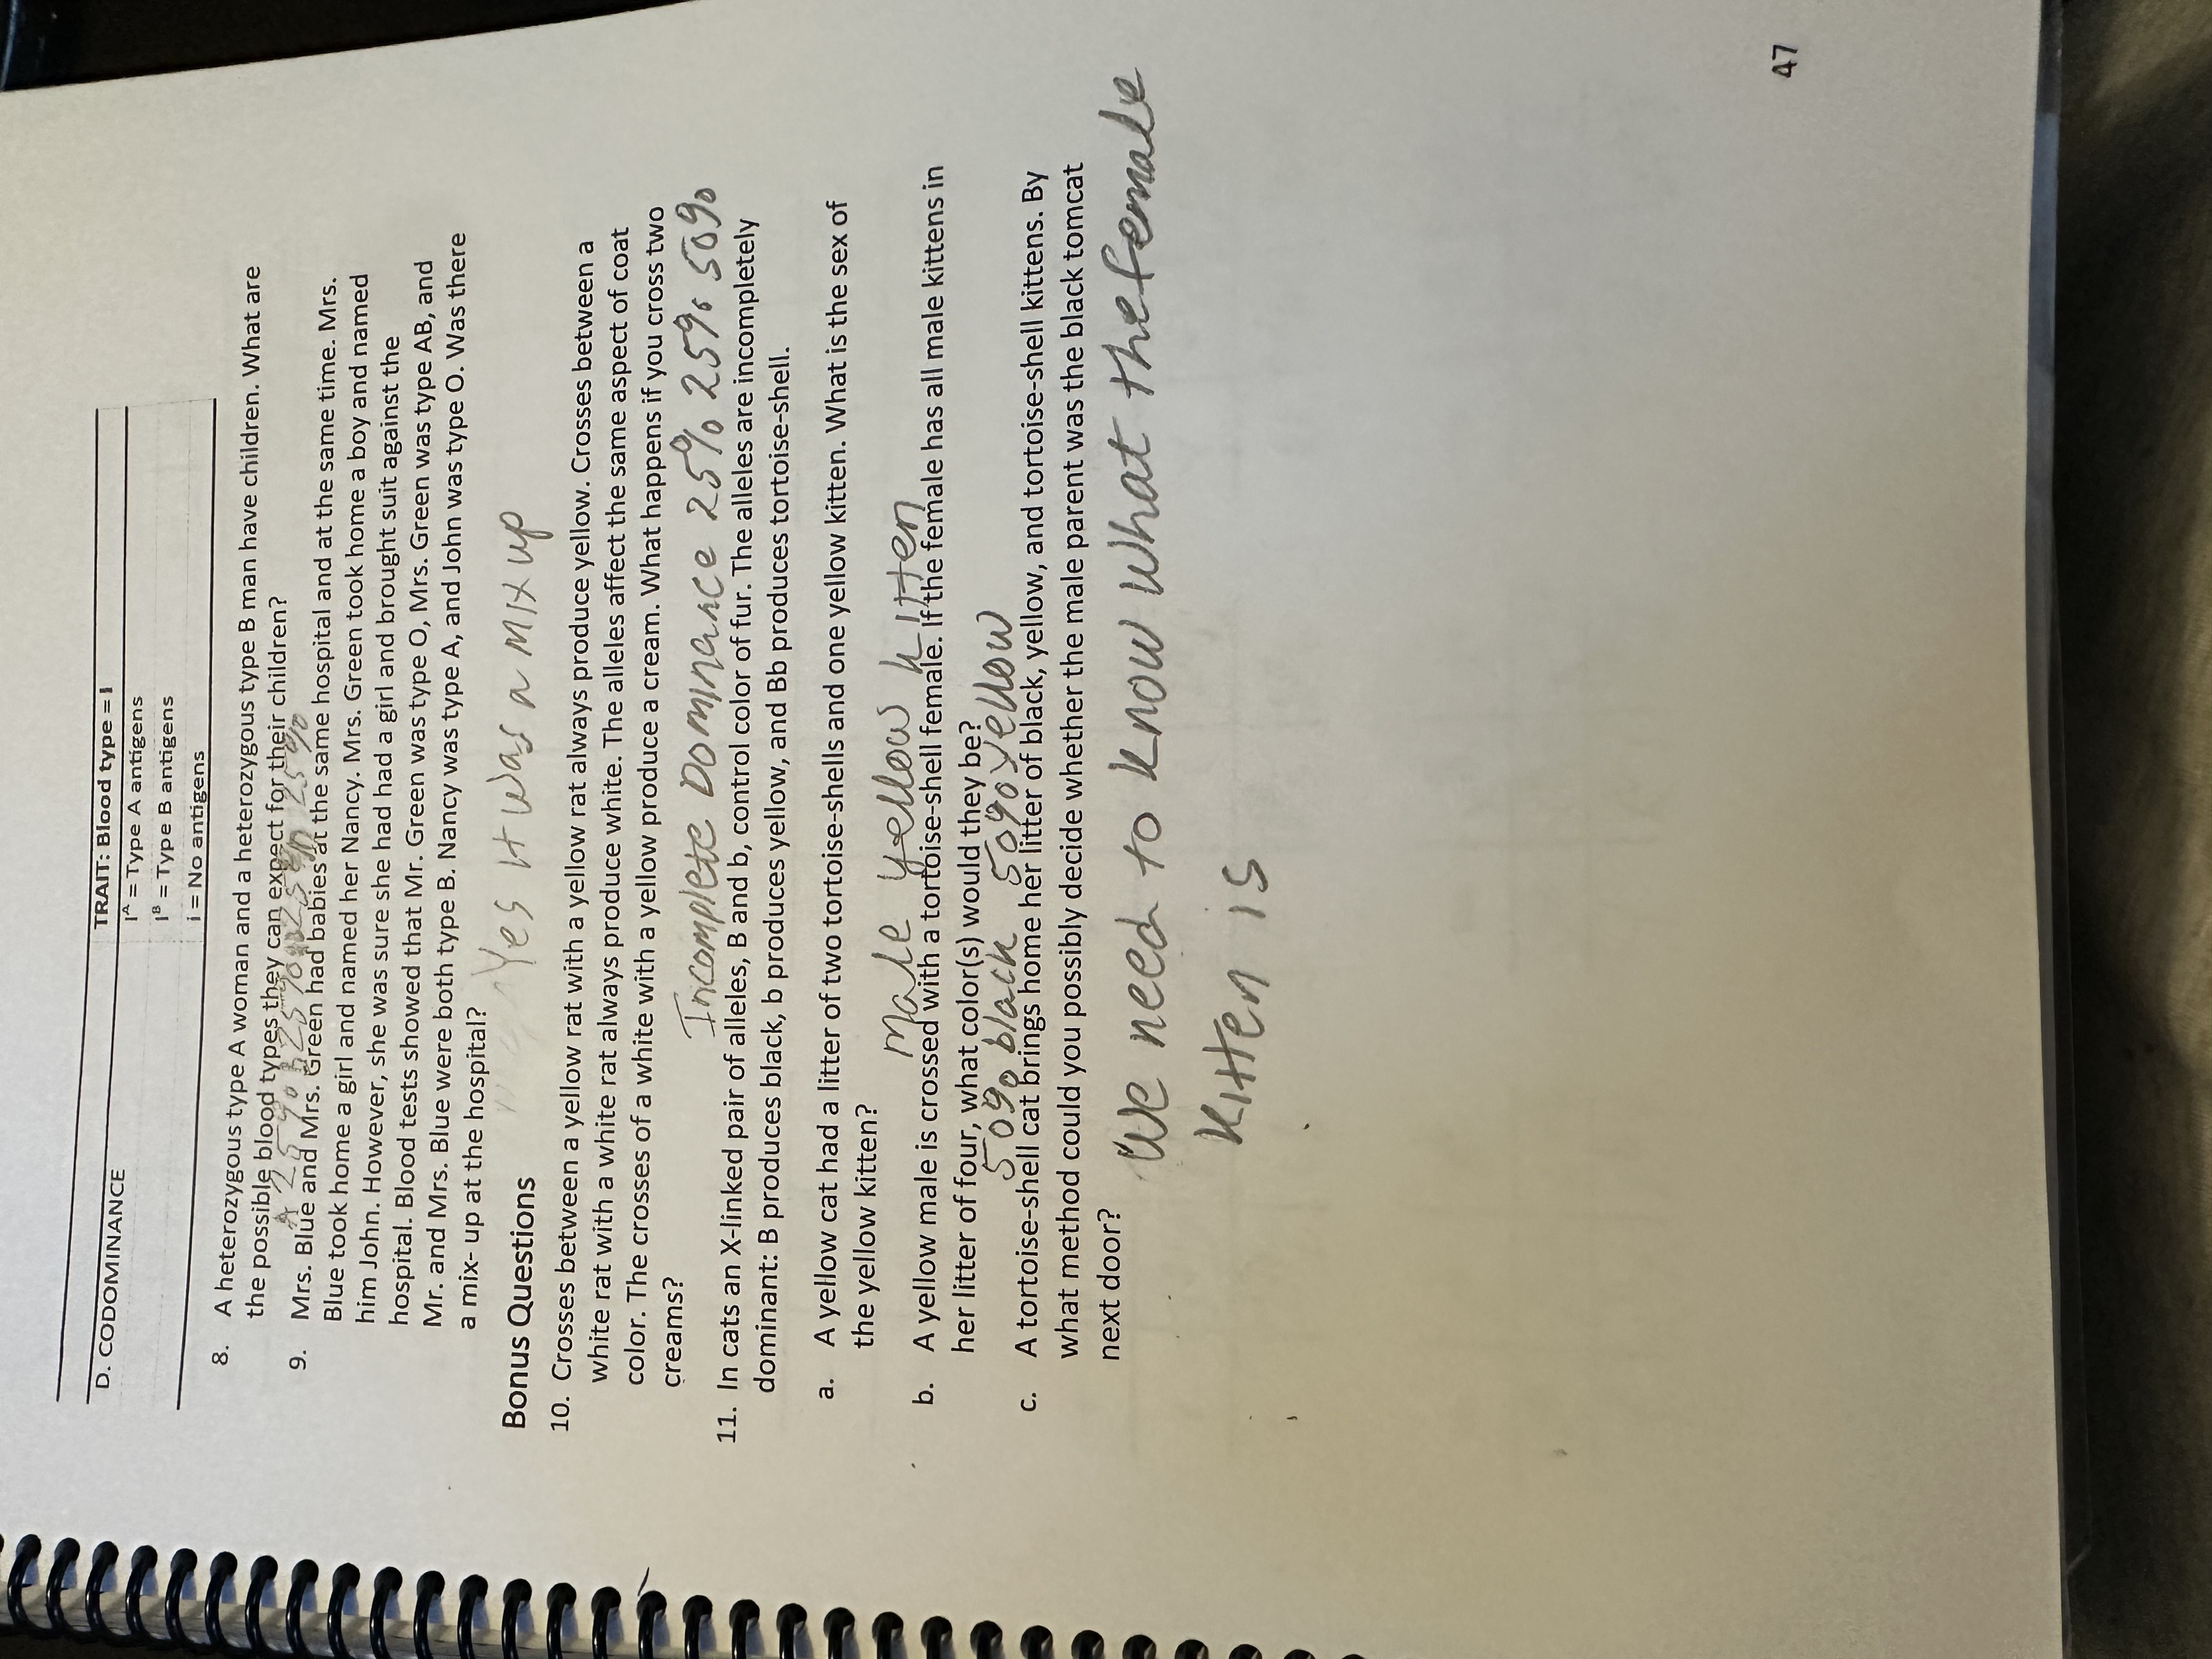 D. CODOMINANCE
TRAIT: Blood type = I
Iᴬ = Type A antigens
Iᴮ = Type B antigens
i = No antigens
8. A heterozygous type A woman and a heterozygous type B man have children. What are
the possible blood types they can expect for their children?
A 25% B 25% 25% 25%
9. Mrs. Blue and Mrs. Green had babies at the same hospital and at the same time. Mrs.
Blue took home a girl and named her Nancy. Mrs. Green took home a boy and named
him John. However, she was sure she had had a girl and brought suit against the
hospital. Blood tests showed that Mr. Green was type O, Mrs. Green was type AB, and
Mr. and Mrs. Blue were both type B. Nancy was type A, and John was type O. Was there
a mix- up at the hospital?
Yes it was a mix up
Bonus Questions
10. Crosses between a yellow rat with a yellow rat always produce yellow. Crosses between a
white rat with a white rat always produce white. The alleles affect the same aspect of coat
color. The crosses of a white with a yellow produce a cream. What happens if you cross two
creams?
Incomplete Dominance 25% 25% 50%
11. In cats an X-linked pair of alleles, B and b, control color of fur. The alleles are incompletely
dominant: B produces black, b produces yellow, and Bb produces tortoise-shell.
a. A yellow cat had a litter of two tortoise-shells and one yellow kitten. What is the sex of
the yellow kitten?
male yellow kitten
b. A yellow male is crossed with a tortoise-shell female. If the female has all male kittens in
her litter of four, what color(s) would they be?
50% black 50% yellow
c. A tortoise-shell cat brings home her litter of black, yellow, and tortoise-shell kittens. By
what method could you possibly decide whether the male parent was the black tomcat
next door?
We need to know what the female
kitten is
47